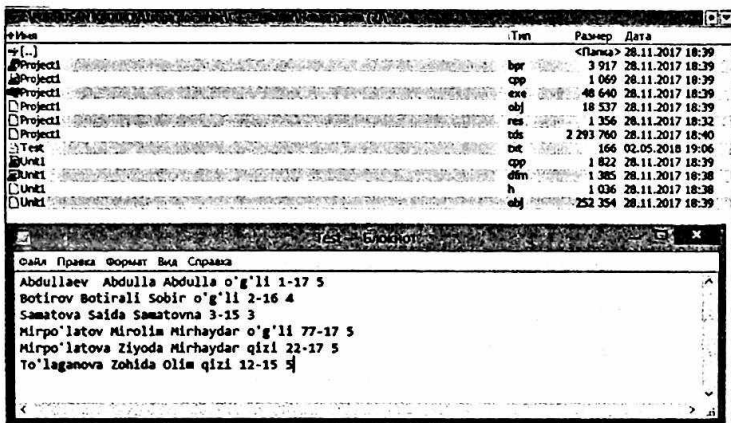 Имя Тип Размер Дата
[..] <Папка> 28.11.2017 18:39
Project1 bpr 3 917 28.11.2017 18:39
Project1 cpp 1 069 28.11.2017 18:39
Project1 exe 48 640 28.11.2017 18:39
Project1 obj 18 537 28.11.2017 18:39
Project1 res 1 356 28.11.2017 18:32
Project1 tds 2 293 760 28.11.2017 18:40
Test txt 166 02.05.2018 19:06
Unit1 cpp 1 822 28.11.2017 18:39
Unit1 dfm 1 385 28.11.2017 18:38
Unit1 h 1 036 28.11.2017 18:38
Unit1 obj 252 354 28.11.2017 18:39
Test — Блокнот
Файл Правка Формат Вид Справка
Abdullaev Abdulla Abdulla o'g'li 1-17 5
Botirov Botirali Sobir o'g'li 2-16 4
Samatova Saida Samatovna 3-15 3
Mirpo'latov Mirolim Mirhaydar o'g'li 77-17 5
Mirpo'latova Ziyoda Mirhaydar qizi 22-17 5
To'laganova Zohida Olim qizi 12-15 5